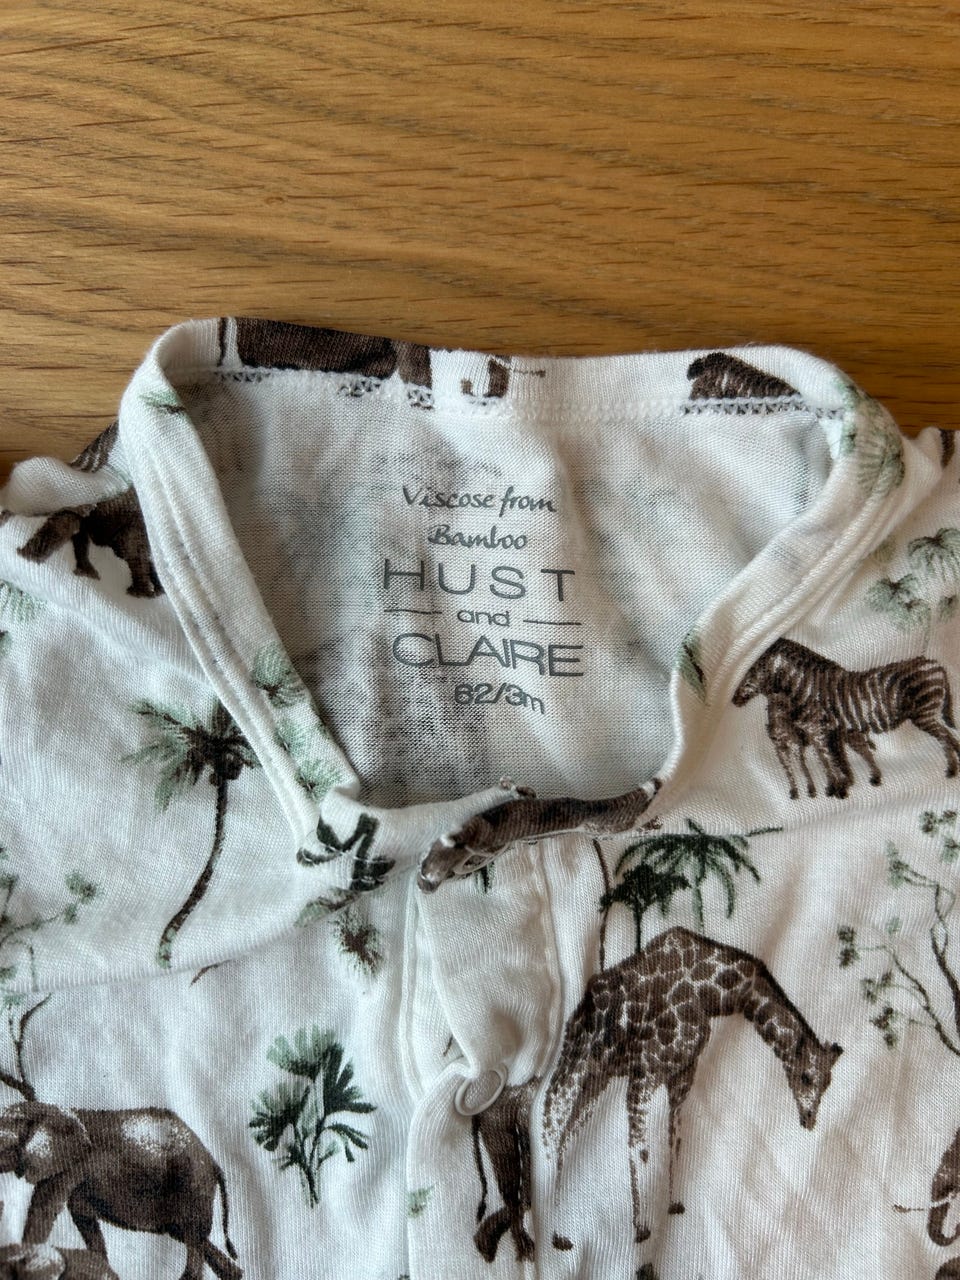 Viscose from
Bamboo
HUST
and
CLAIRE
62/3m